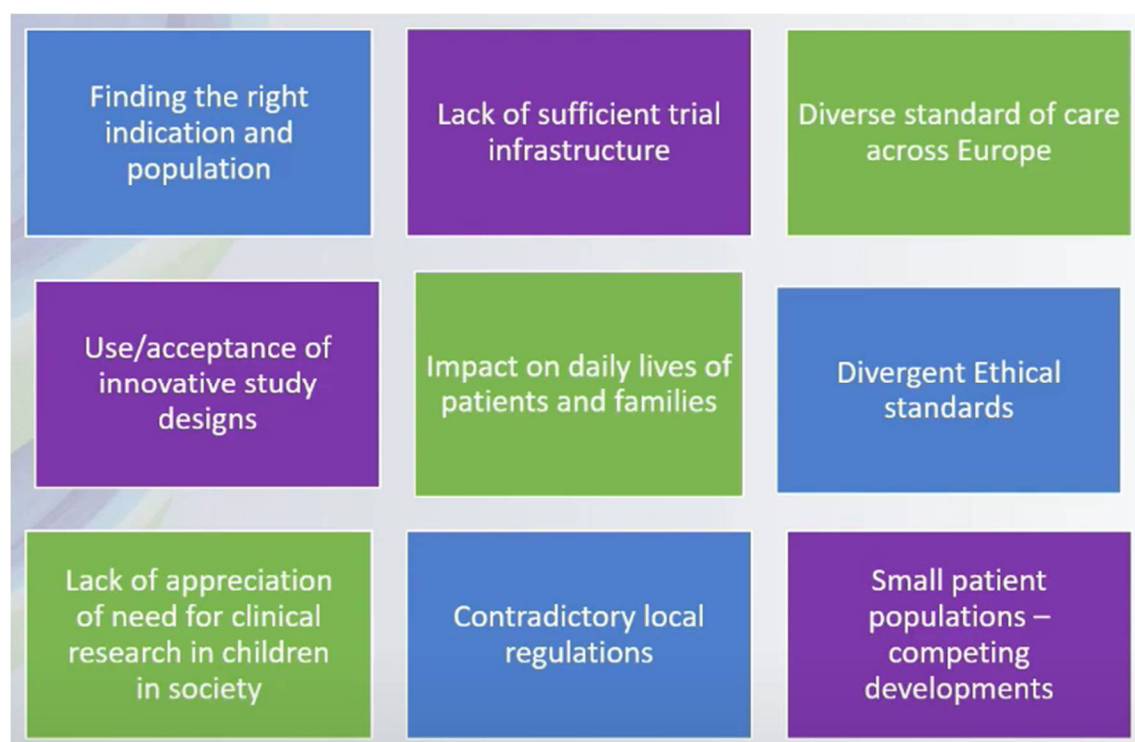 Finding the right
indication and
population
Lack of sufficient trial
infrastructure
Diverse standard of care
across Europe
Use/acceptance of
innovative study
designs
Impact on daily lives of
patients and families
Divergent Ethical
standards
Lack of appreciation
of need for clinical
research in children
in society
Contradictory local
regulations
Small patient
populations –
competing
developments